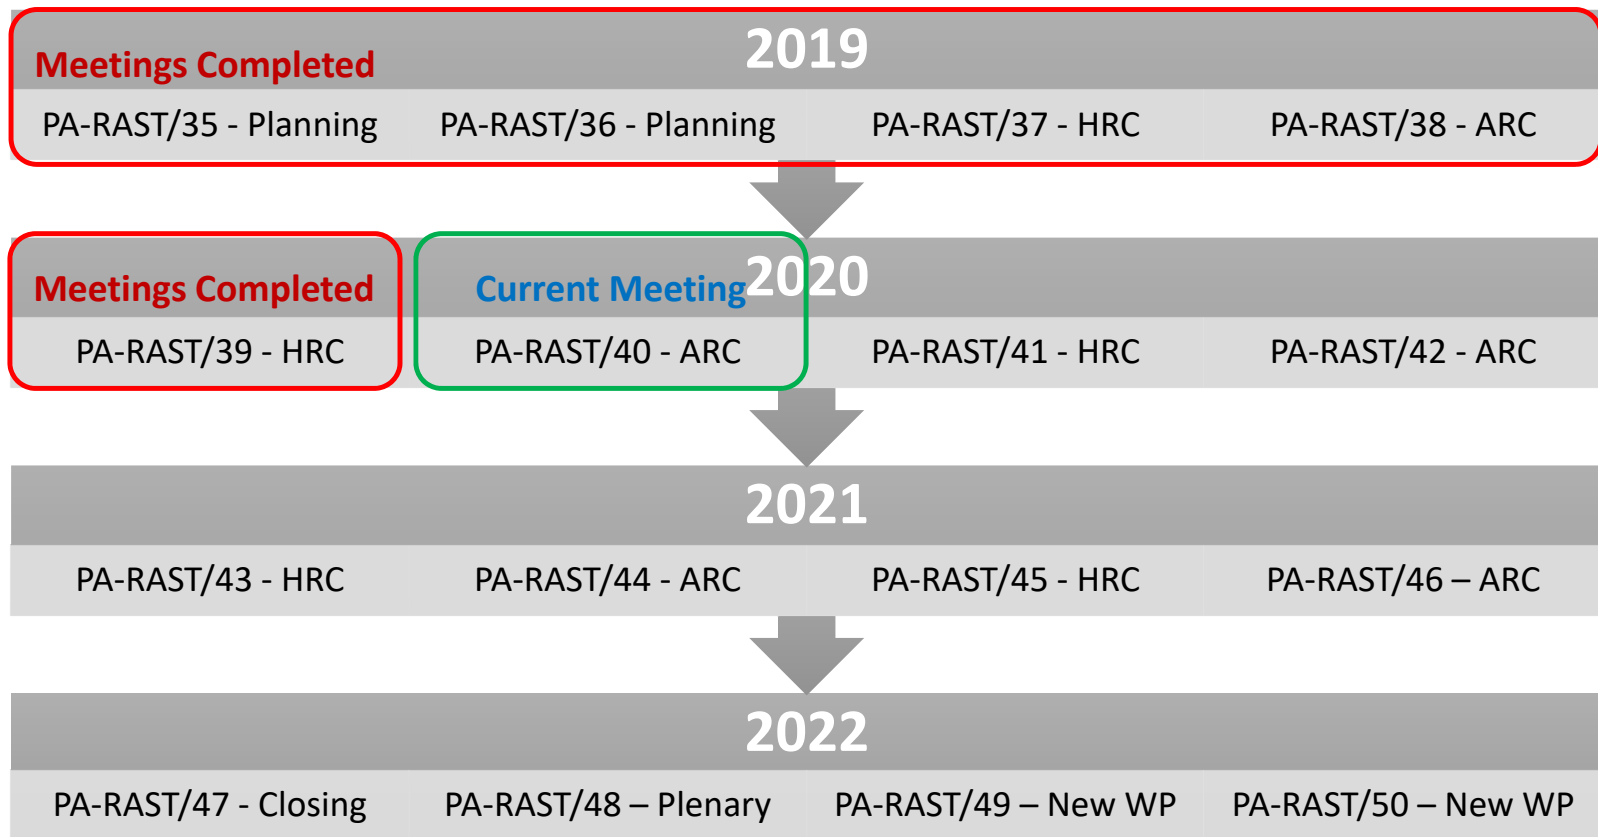 2019
Meetings Completed
PA-RAST/35 - Planning
PA-RAST/36 - Planning
PA-RAST/37 - HRC
PA-RAST/38 - ARC
2020
Meetings Completed
Current Meeting
PA-RAST/39 - HRC
PA-RAST/40 - ARC
PA-RAST/41 - HRC
PA-RAST/42 - ARC
2021
PA-RAST/43 - HRC
PA-RAST/44 - ARC
PA-RAST/45 - HRC
PA-RAST/46 – ARC
2022
PA-RAST/47 - Closing
PA-RAST/48 – Plenary
PA-RAST/49 – New WP
PA-RAST/50 – New WP